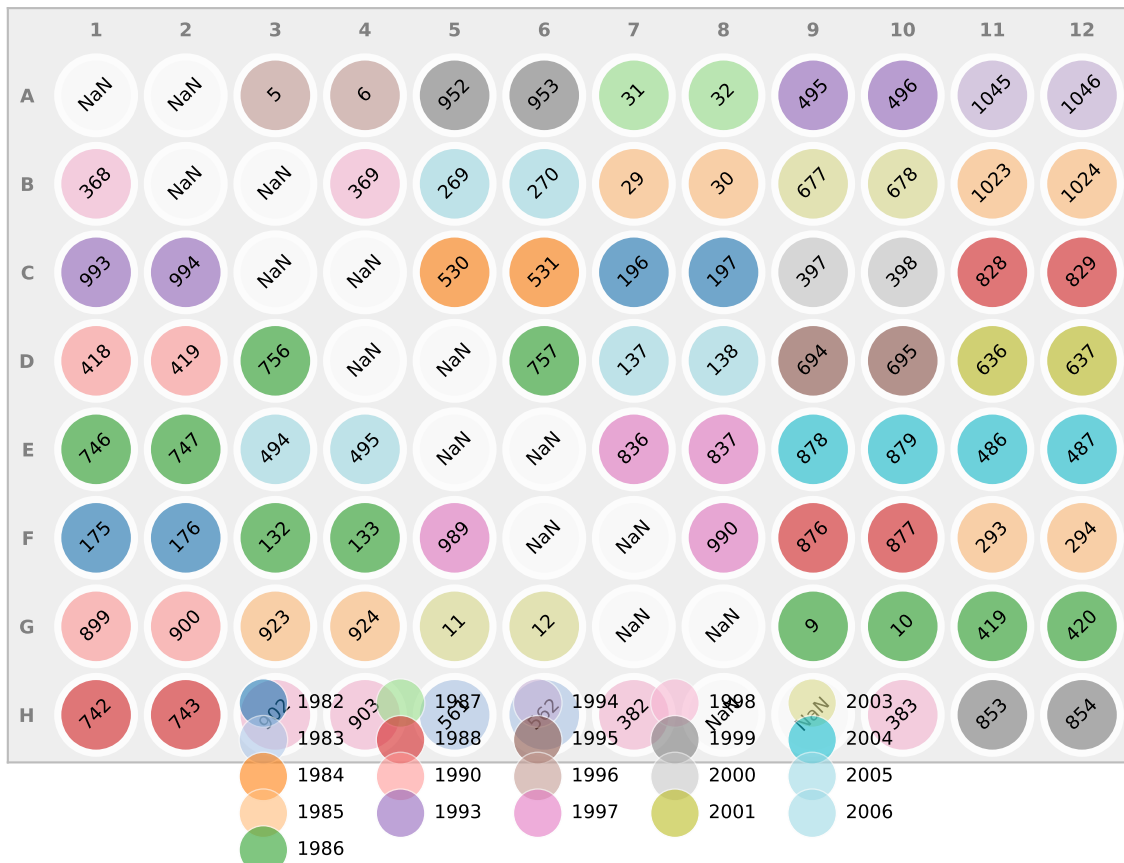 1 2 3 4 5 6 7 8 9 10 11 12
A NaN NaN 5 6 952 953 31 32 495 496 1045 1046
B 368 NaN NaN 369 269 270 29 30 677 678 1023 1024
C 993 994 NaN NaN 530 531 196 197 397 398 828 829
D 418 419 756 NaN NaN 757 137 138 694 695 636 637
E 746 747 494 495 NaN NaN 836 837 878 879 486 487
F 175 176 132 133 989 NaN NaN 990 876 877 293 294
G 899 900 923 924 11 12 NaN NaN 9 10 419 420
H 742 743 902 903 561 562 382 NaN NaN 383 853 854
1982 1987 1994 1998 2003
1983 1988 1995 1999 2004
1984 1990 1996 2000 2005
1985 1993 1997 2001 2006
1986